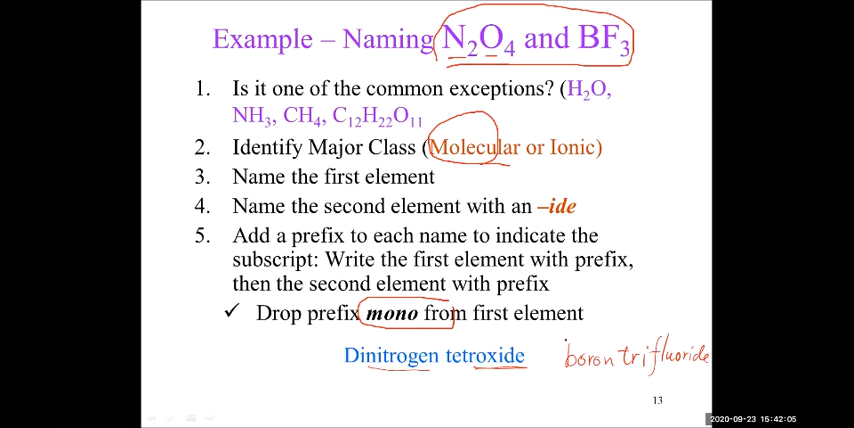 Example – Naming N₂O₄ and BF₃
1. Is it one of the common exceptions? (H₂O,
NH₃, CH₄, C₁₂H₂₂O₁₁
2. Identify Major Class (Molecular or Ionic)
3. Name the first element
4. Name the second element with an –ide
5. Add a prefix to each name to indicate the
subscript: Write the first element with prefix,
then the second element with prefix
✓ Drop prefix mono from first element
Dinitrogen tetroxide boron trifluoride
13
2020-09-23 15:42:05